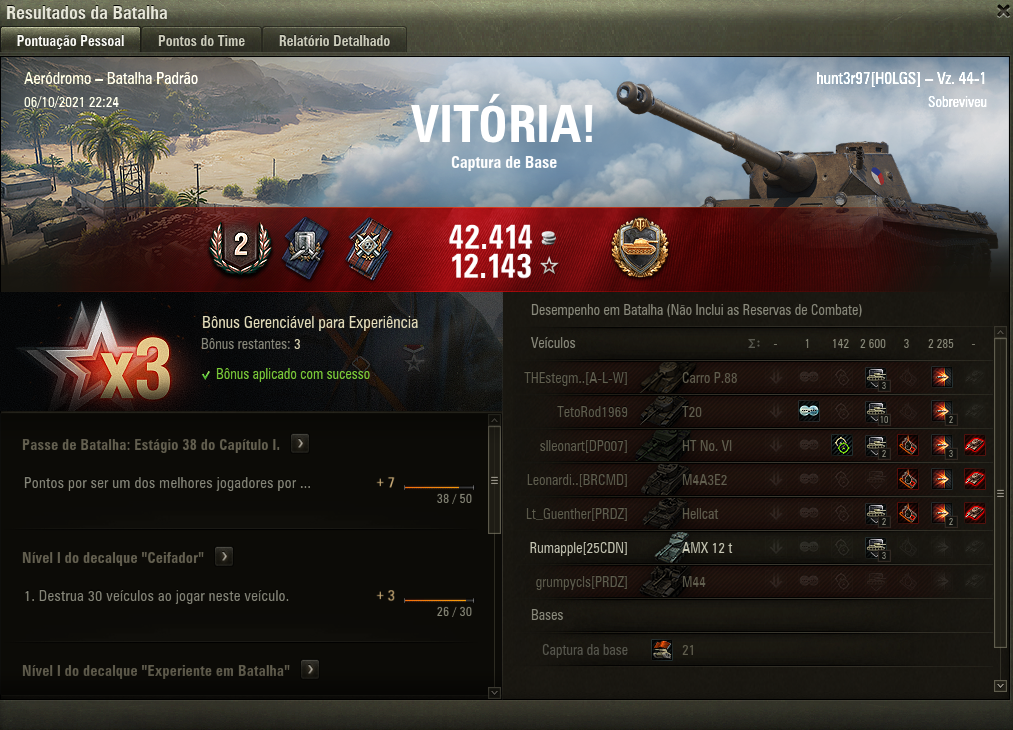 Resultados da Batalha
Pontuação Pessoal Pontos do Time Relatório Detalhado
Aeródromo – Batalha Padrão
06/10/2021 22:24
hunt3r97[HOLGS] – Vz. 44-1
Sobreviveu
VITÓRIA!
Captura de Base
2
42.414
12.143
x3
Bônus Gerenciável para Experiência
Bônus restantes: 3
Bônus aplicado com sucesso
Passe de Batalha: Estágio 38 do Capítulo I.
Pontos por ser um dos melhores jogadores por ... + 7
38 / 50
Nível I do decalque "Ceifador"
1. Destrua 30 veículos ao jogar neste veículo. + 3
26 / 30
Nível I do decalque "Experiente em Batalha"
Desempenho em Batalha (Não Inclui as Reservas de Combate)
Veículos Σ: - 1 142 2 600 3 2 285 -
THEstegm..[A-L-W] Carro P.88 3
TetoRod1969 T20 10 2
slleonart[DP007] HT No. VI 2 3
Leonardi..[BRCMD] M4A3E2
Lt_Guenther[PRDZ] Hellcat 2 2
Rumapple[25CDN] AMX 12 t 3
grumpycls[PRDZ] M44
Bases
Captura da base 21